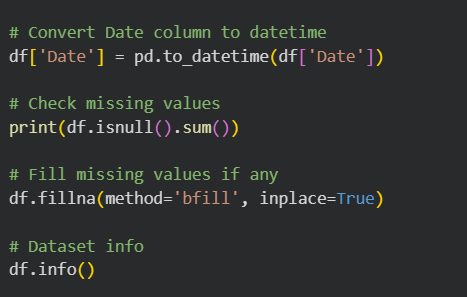 # Convert Date column to datetime
df['Date'] = pd.to_datetime(df['Date'])
# Check missing values
print(df.isnull().sum())
# Fill missing values if any
df.fillna(method='bfill', inplace=True)
# Dataset info
df.info()